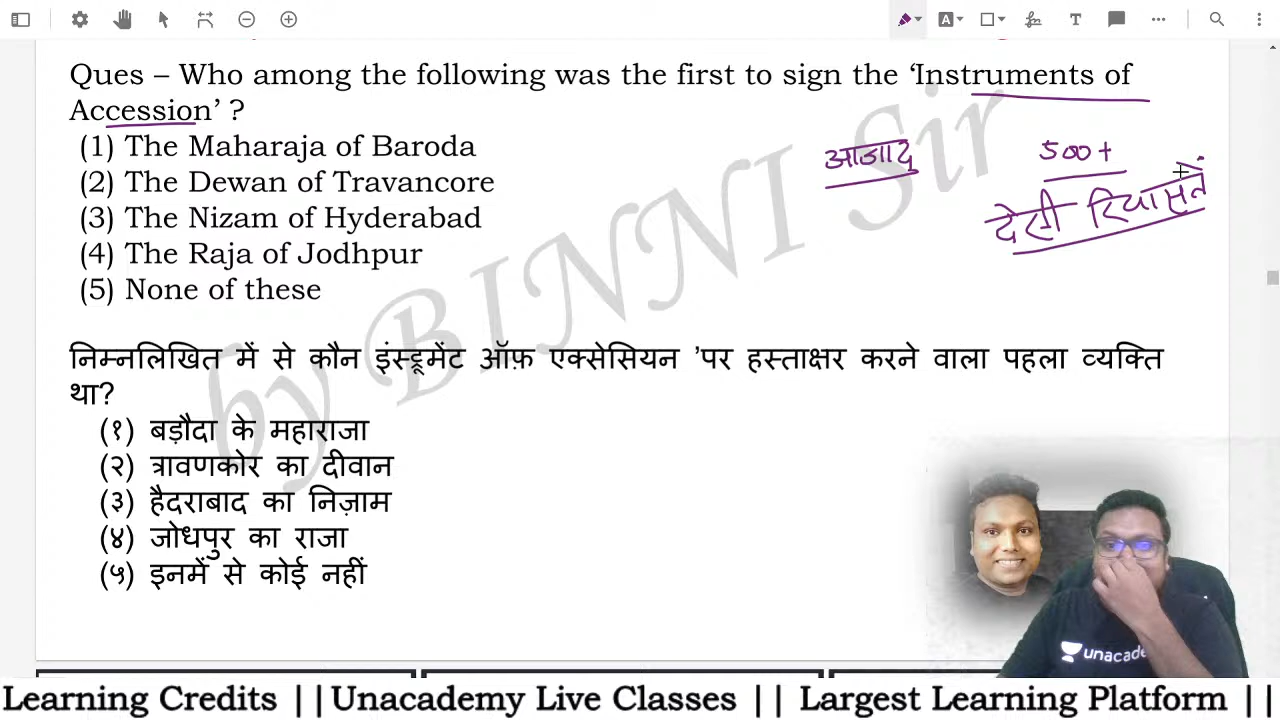 Ques – Who among the following was the first to sign the ‘Instruments of
Accession’ ?
(1) The Maharaja of Baroda
(2) The Dewan of Travancore
(3) The Nizam of Hyderabad
(4) The Raja of Jodhpur
(5) None of these
आजाद
500+
देसी रियासतें
by BINNI Sir
निम्नलिखित में से कौन इंस्ट्रूमेंट ऑफ़ एक्सेसियन ’पर हस्ताक्षर करने वाला पहला व्यक्ति
था?
(१) बड़ौदा के महाराजा
(२) त्रावणकोर का दीवान
(३) हैदराबाद का निज़ाम
(४) जोधपुर का राजा
(५) इनमें से कोई नहीं
unacade
Learning Credits ||Unacademy Live Classes || Largest Learning Platform ||